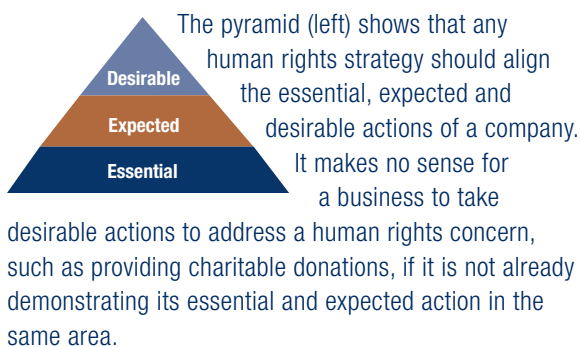 The pyramid (left) shows that any
human rights strategy should align
Desirable
the essential, expected and
Expected
desirable actions of a company.
Essential
It makes no sense for
a business to take
desirable actions to address a human rights concern,
such as providing charitable donations, if it is not already
demonstrating its essential and expected action in the
same area.